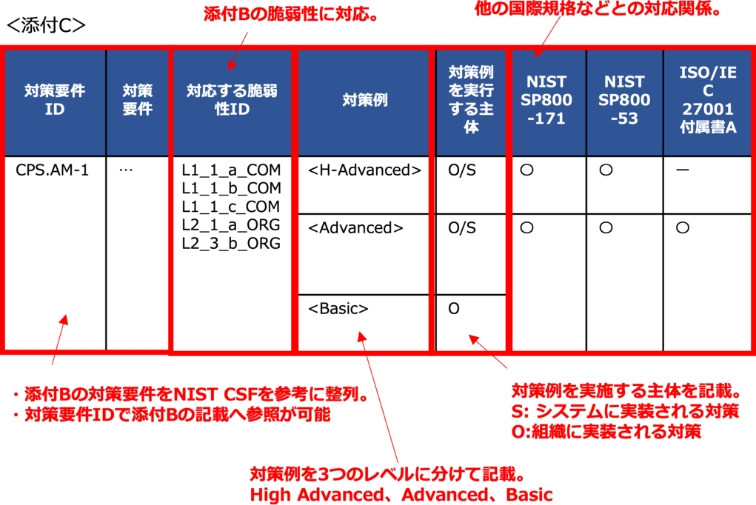 添付Bの脆弱性に対応。
他の国際規格などとの対応関係。
<添付C>
対策要件
ID
対策
要件
対応する脆弱
性ID
対策例
対策例
を実行
する主
体
NIST
SP800
-171
NIST
SP800
-53
ISO/IE
C
27001
付属書A
CPS.AM-1
…
L1_1_a_COM
L1_1_b_COM
L1_1_c_COM
L2_1_a_ORG
L2_3_b_ORG
<H-Advanced>
O/S
○
○
―
<Advanced>
O/S
○
○
○
<Basic>
O
・添付Bの対策要件をNIST CSFを参考に整列。
・対策要件IDで添付Bの記載へ参照が可能
対策例を実施する主体を記載。
S: システムに実装される対策
O:組織に実装される対策
対策例を3つのレベルに分けて記載。
High Advanced、Advanced、Basic